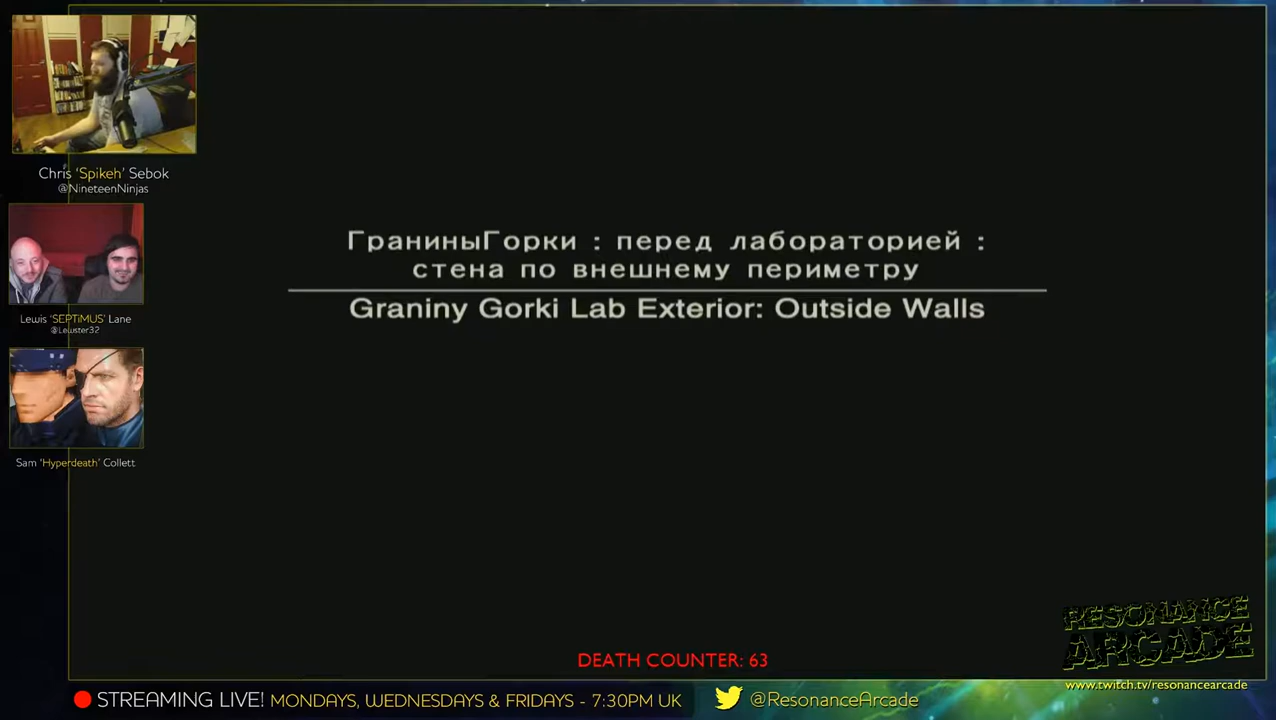 Chris 'Spikeh' Sebok
@NineteenNinjas
Lewis 'SEPTiMUS' Lane
@Lewster32
Sam 'Hyperdeath' Collett
ГраниныГорки : перед лабораторией :
стена по внешнему периметру
Graniny Gorki Lab Exterior: Outside Walls
DEATH COUNTER: 63
RESONANCE
ARCADE
www.twitch.tv/resonancearcade
STREAMING LIVE! MONDAYS, WEDNESDAYS & FRIDAYS - 7:30PM UK
@ResonanceArcade